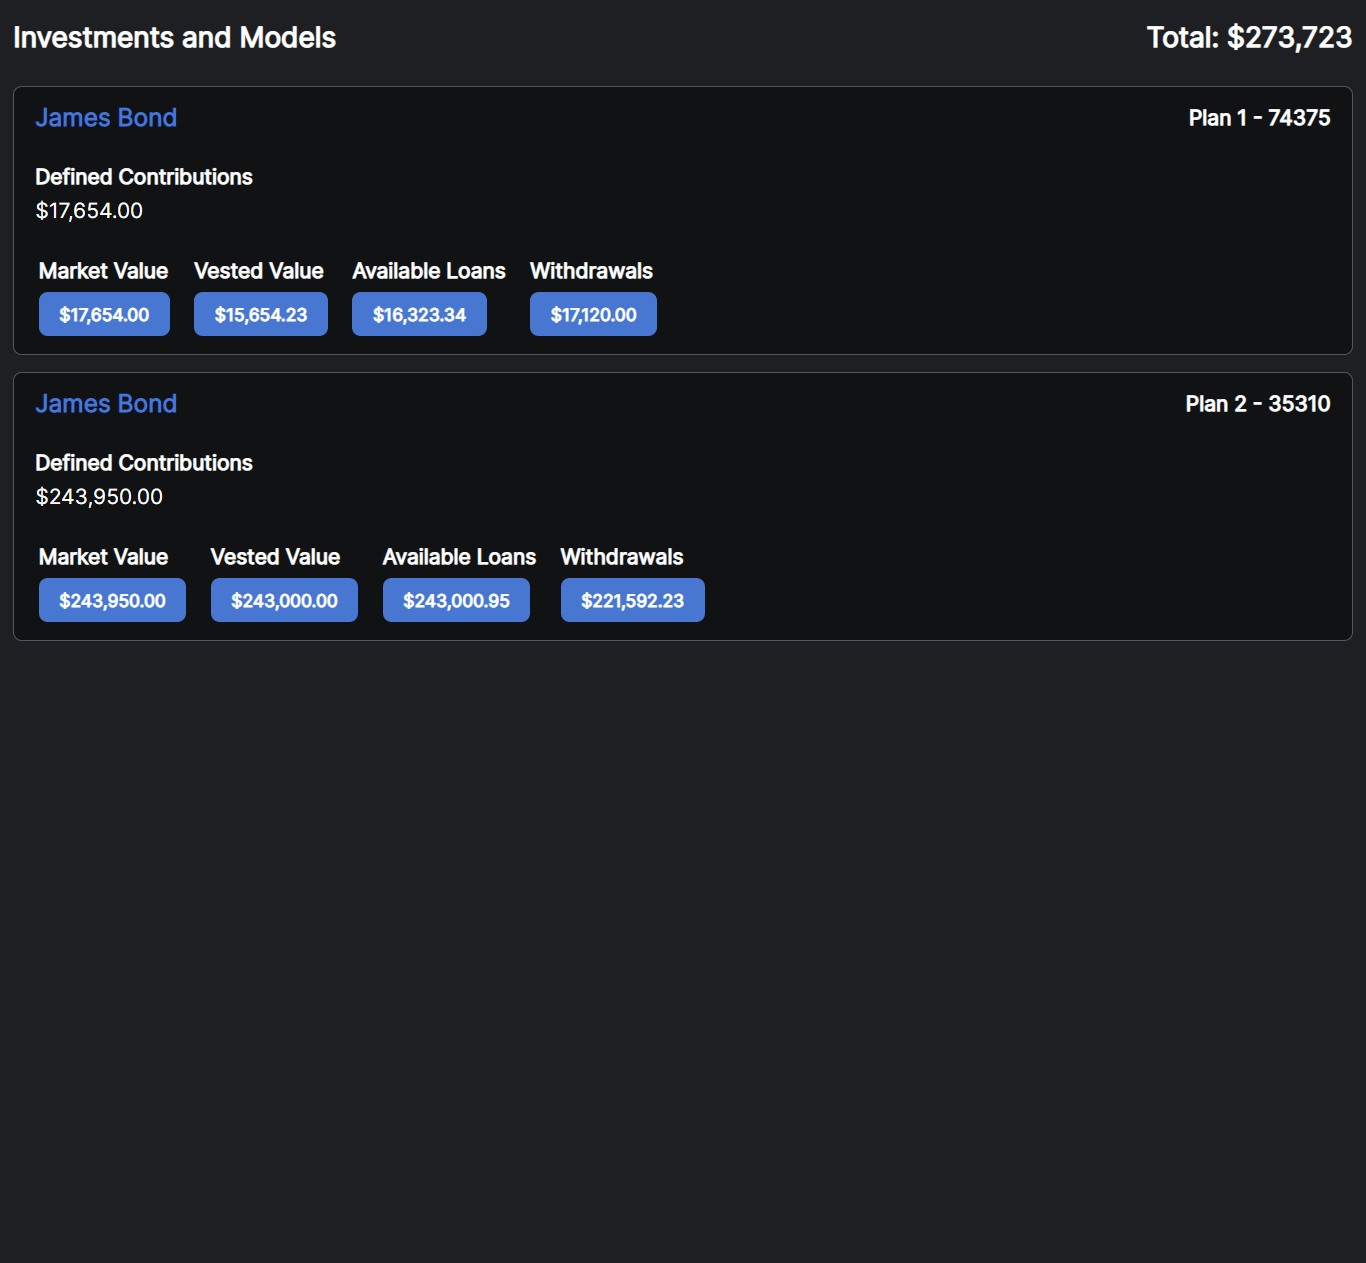 Investments and Models Total: $273,723
James Bond Plan 1 - 74375
Defined Contributions
$17,654.00
Market Value Vested Value Available Loans Withdrawals
$17,654.00 $15,654.23 $16,323.34 $17,120.00
James Bond Plan 2 - 35310
Defined Contributions
$243,950.00
Market Value Vested Value Available Loans Withdrawals
$243,950.00 $243,000.00 $243,000.95 $221,592.23